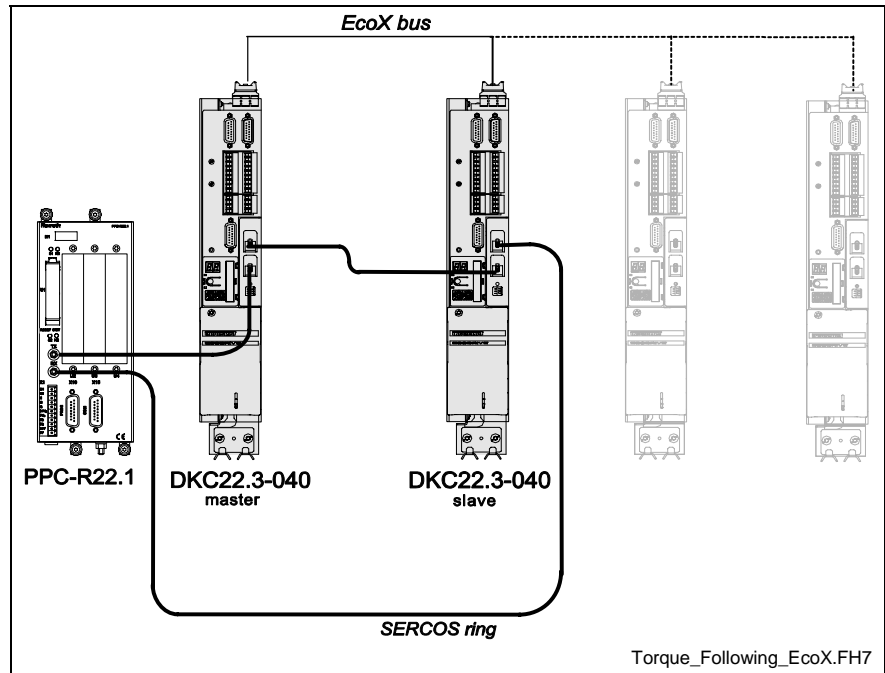 EcoX bus
PPC-R22.1
DKC22.3-040
master
DKC22.3-040
slave
SERCOS ring
Torque_Following_EcoX.FH7